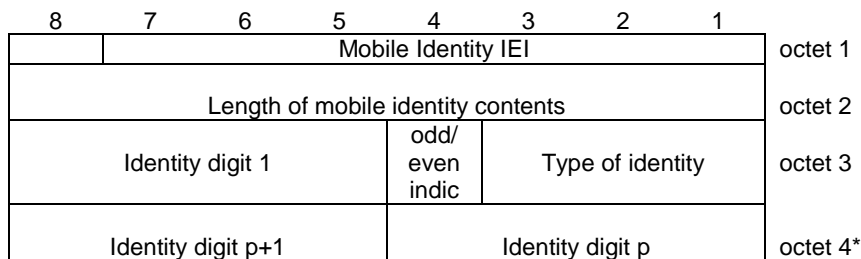 8 7 6 5 4 3 2 1
Mobile Identity IEI octet 1
Length of mobile identity contents octet 2
odd/
Identity digit 1 even Type of identity octet 3
indic
Identity digit p+1 Identity digit p octet 4*